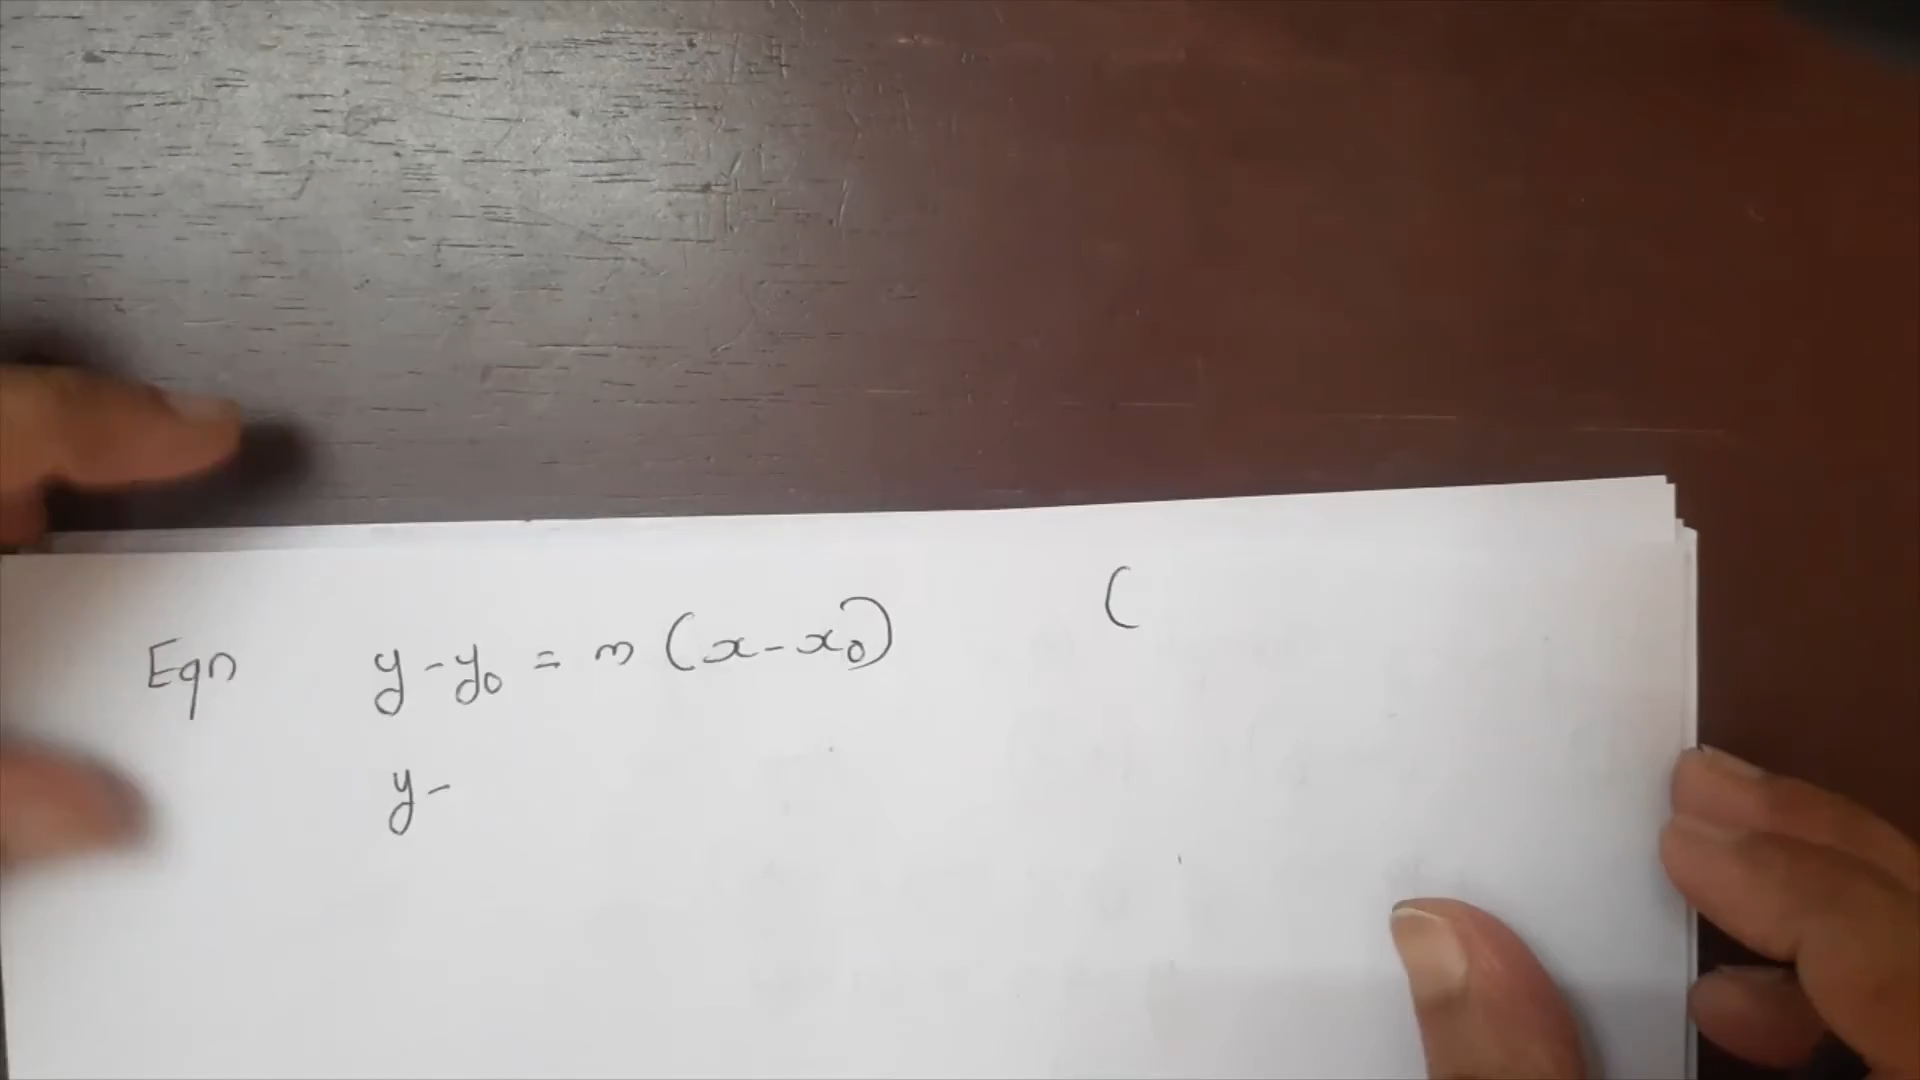 Eqn y - y₀ = m (x - x₀) (
y -